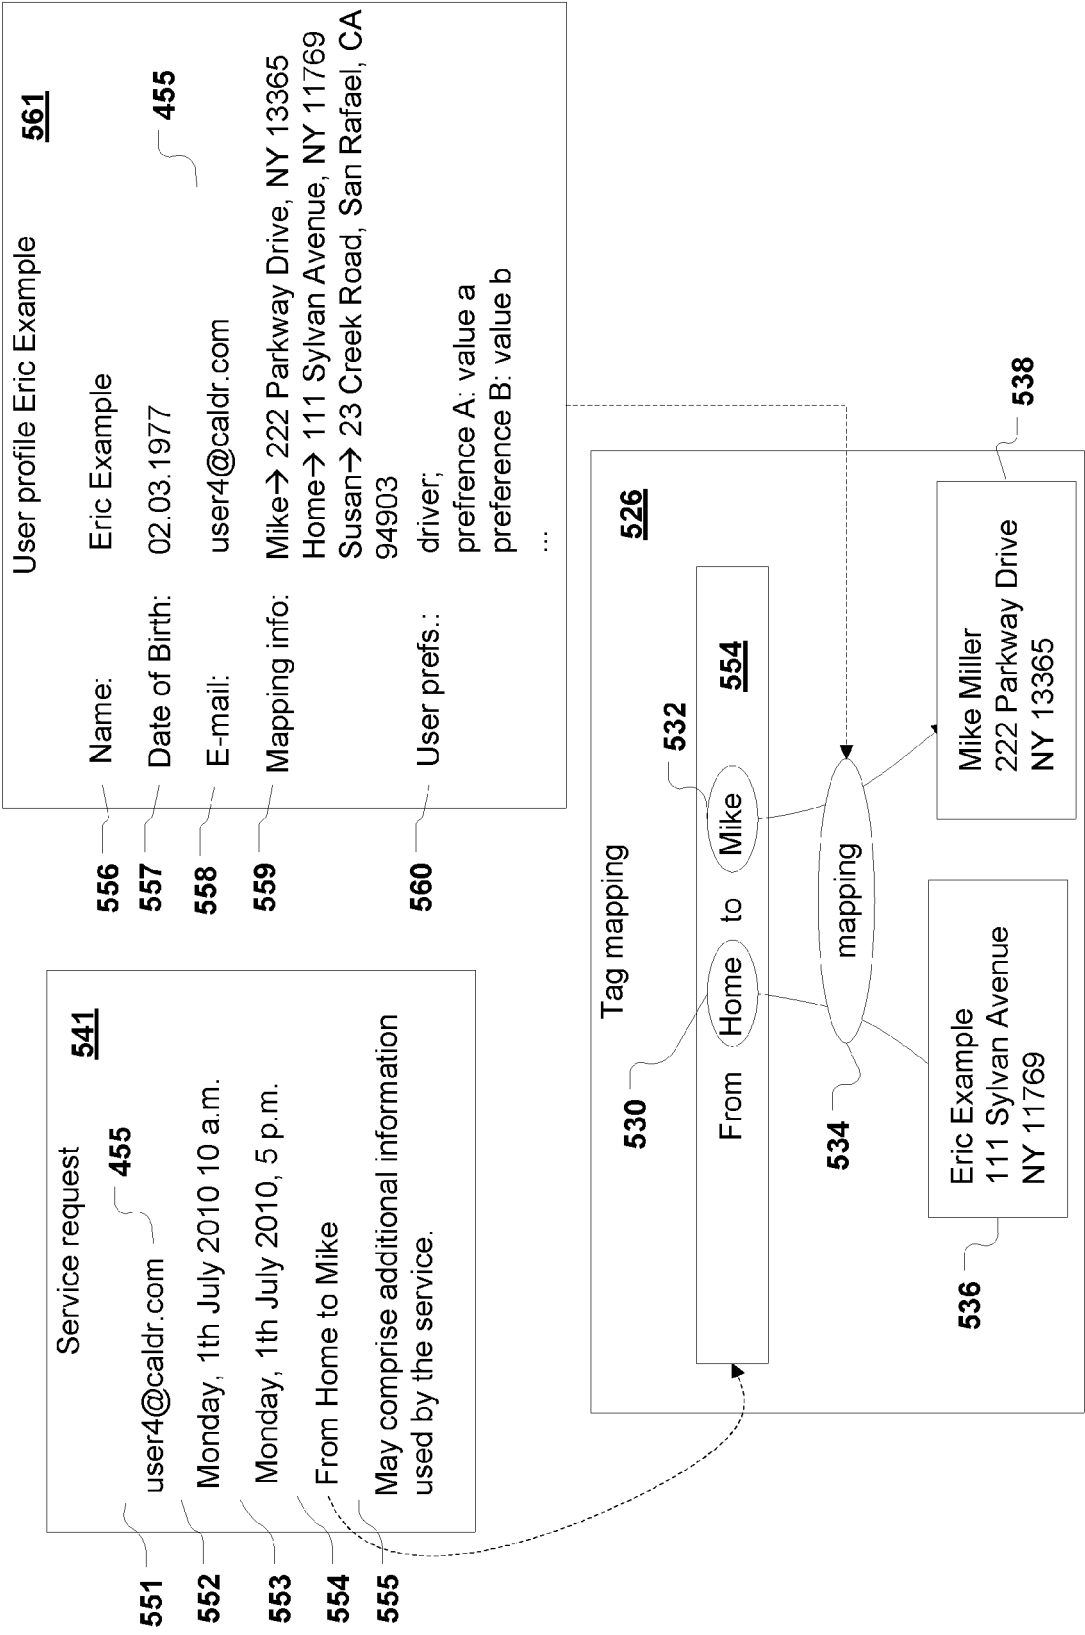 Service request
541
455
551
user4@caldr.com
552
Monday, 1th July 2010 10 a.m.
553
Monday, 1th July 2010, 5 p.m.
554
From Home to Mike
555
May comprise additional information
used by the service.
User profile Eric Example
561
455
556
Name:
Eric Example
557
Date of Birth:
02.03.1977
558
E-mail:
user4@caldr.com
559
Mapping info:
Mike→ 222 Parkway Drive, NY 13365
Home→ 111 Sylvan Avenue, NY 11769
Susan→ 23 Creek Road, San Rafael, CA
94903
560
User prefs.:
driver;
prefrence A: value a
preference B: value b
...
Tag mapping
526
530
532
From Home to Mike
554
534
mapping
536
Eric Example
111 Sylvan Avenue
NY 11769
538
Mike Miller
222 Parkway Drive
NY 13365